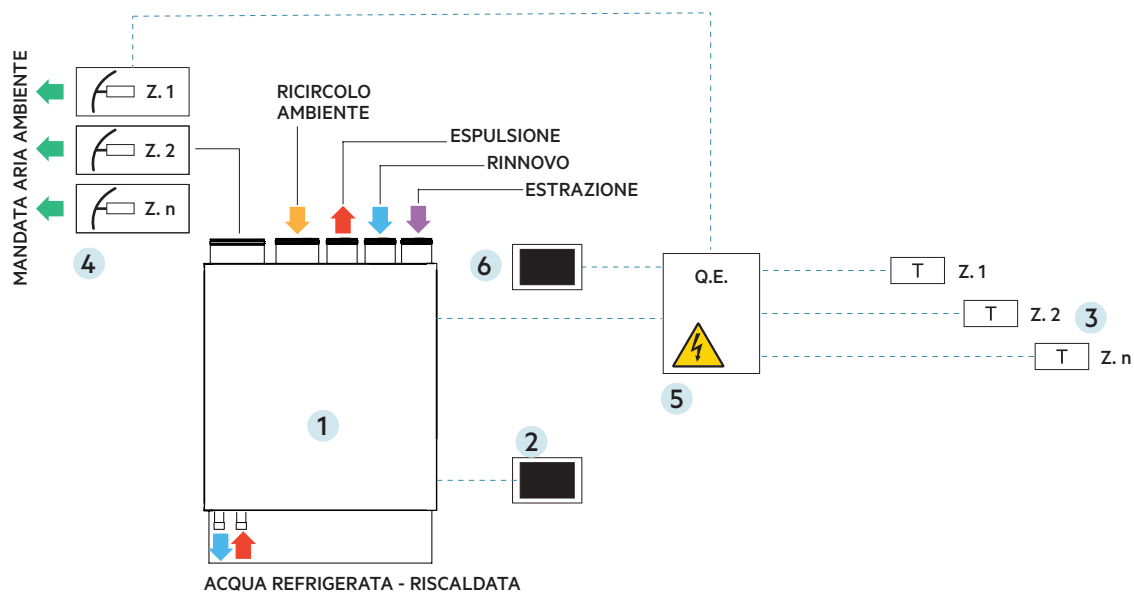 MANDATA ARIA AMBIENTE
Z. 1
Z. 2
Z. n
4
RICIRCOLO
AMBIENTE
ESPULSIONE
RINNOVO
ESTRAZIONE
6
Q.E.
5
T Z. 1
T Z. 2
3
T Z. n
1
2
ACQUA REFRIGERATA - RISCALDATA